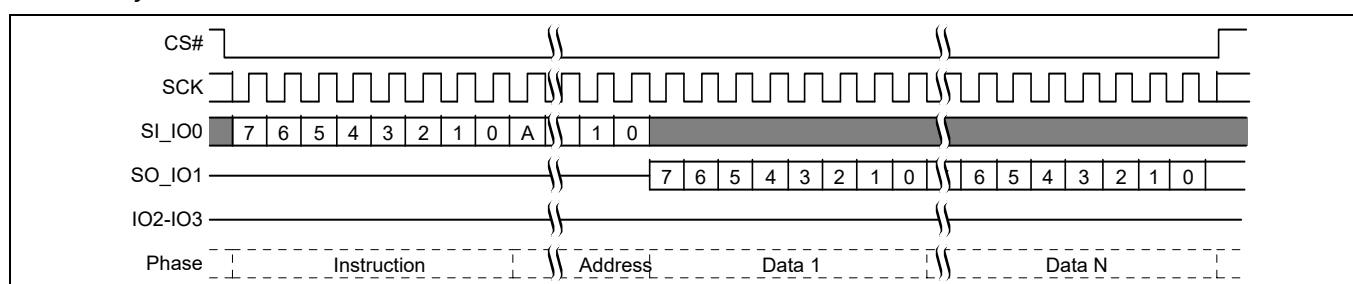 CS#
SCK
SI_IO0 7 6 5 4 3 2 1 0 A 1 0
SO_IO1 7 6 5 4 3 2 1 0 6 5 4 3 2 1 0
IO2-IO3
Phase Instruction Address Data 1 Data N